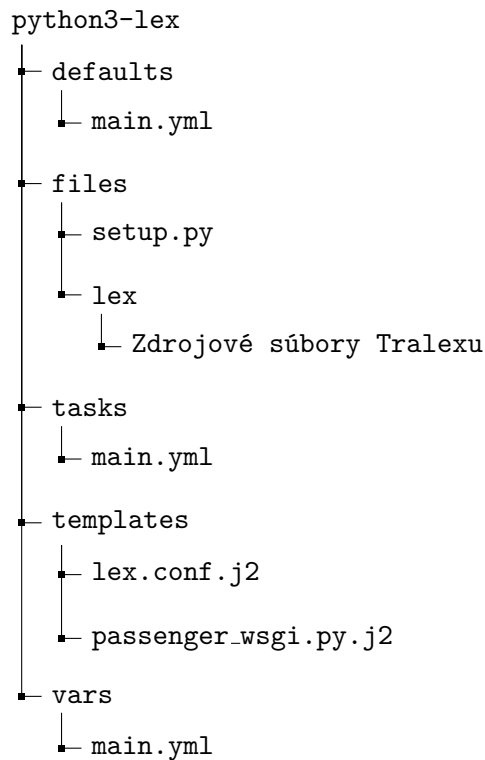 python3-lex
defaults
main.yml
files
setup.py
lex
Zdrojové súbory Tralexu
tasks
main.yml
templates
lex.conf.j2
passenger_wsgi.py.j2
vars
main.yml